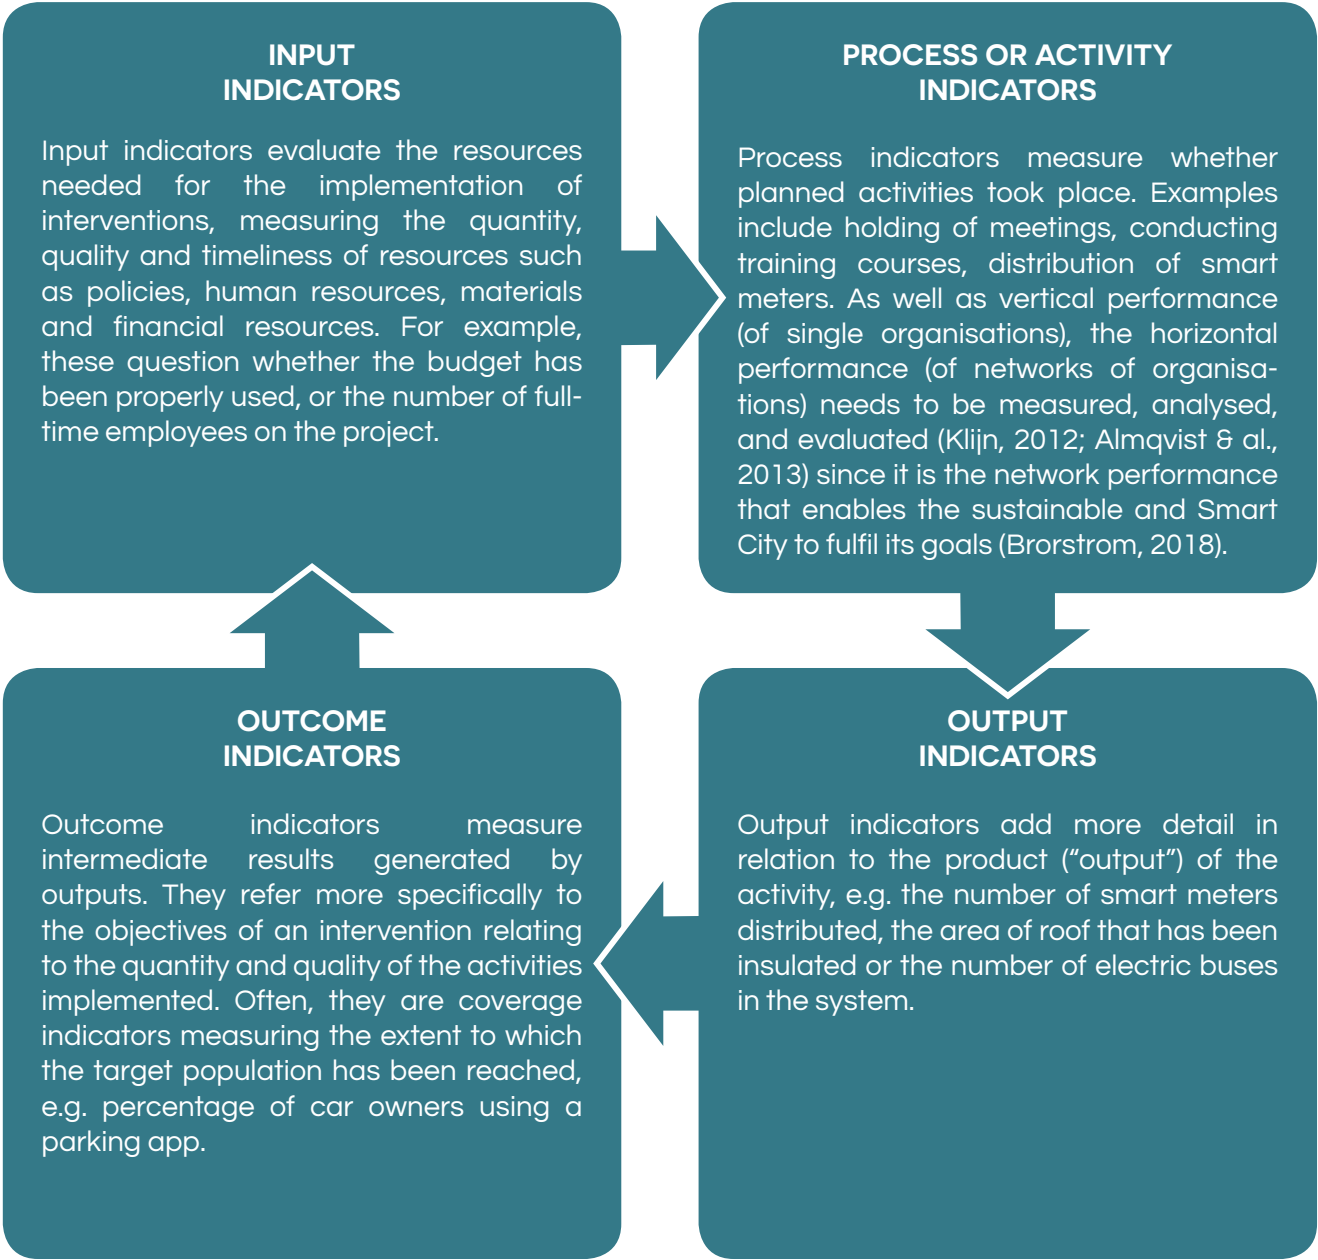 INPUT
INDICATORS
Input indicators evaluate the resources
needed for the implementation of
interventions, measuring the quantity,
quality and timeliness of resources such
as policies, human resources, materials
and financial resources. For example,
these question whether the budget has
been properly used, or the number of full-
time employees on the project.
PROCESS OR ACTIVITY
INDICATORS
Process indicators measure whether
planned activities took place. Examples
include holding of meetings, conducting
training courses, distribution of smart
meters. As well as vertical performance
(of single organisations), the horizontal
performance (of networks of organisa-
tions) needs to be measured, analysed,
and evaluated (Klijn, 2012; Almqvist & al.,
2013) since it is the network performance
that enables the sustainable and Smart
City to fulfil its goals (Brorstrom, 2018).
OUTCOME
INDICATORS
Outcome indicators measure
intermediate results generated by
outputs. They refer more specifically to
the objectives of an intervention relating
to the quantity and quality of the activities
implemented. Often, they are coverage
indicators measuring the extent to which
the target population has been reached,
e.g. percentage of car owners using a
parking app.
OUTPUT
INDICATORS
Output indicators add more detail in
relation to the product (“output”) of the
activity, e.g. the number of smart meters
distributed, the area of roof that has been
insulated or the number of electric buses
in the system.